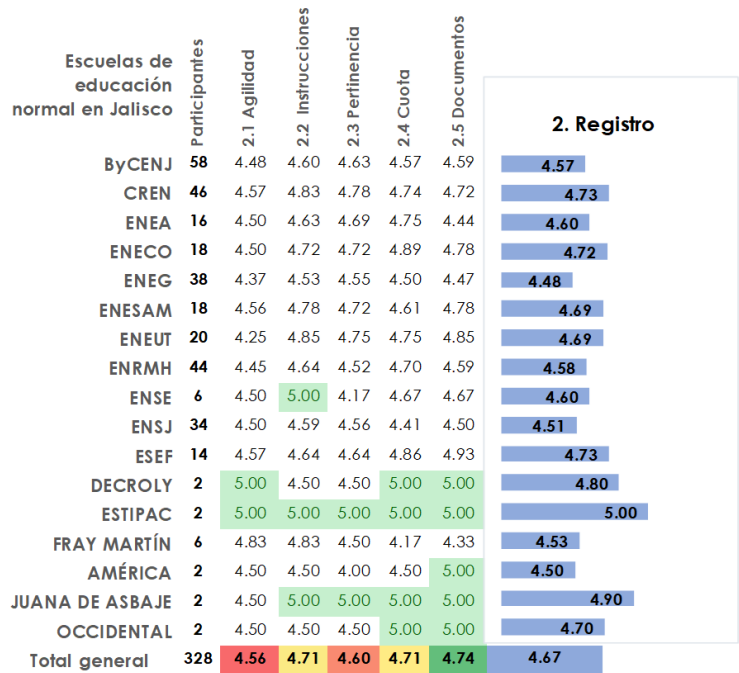 Escuelas de
educación
normal en Jalisco
Participantes
2.1 Agilidad
2.2 Instrucciones
2.3 Pertinencia
2.4 Cuota
2.5 Documentos
2. Registro
ByCENJ 58 4.48 4.60 4.63 4.57 4.59 4.57
CREN 46 4.57 4.83 4.78 4.74 4.72 4.73
ENEA 16 4.50 4.63 4.69 4.75 4.44 4.60
ENECO 18 4.50 4.72 4.72 4.89 4.78 4.72
ENEG 38 4.37 4.53 4.55 4.50 4.47 4.48
ENESAM 18 4.56 4.78 4.72 4.61 4.78 4.69
ENEUT 20 4.25 4.85 4.75 4.75 4.85 4.69
ENRMH 44 4.45 4.64 4.52 4.70 4.59 4.58
ENSE 6 4.50 5.00 4.17 4.67 4.67 4.60
ENSJ 34 4.50 4.59 4.56 4.41 4.50 4.51
ESEF 14 4.57 4.64 4.64 4.86 4.93 4.73
DECROLY 2 5.00 4.50 4.50 5.00 5.00 4.80
ESTIPAC 2 5.00 5.00 5.00 5.00 5.00 5.00
FRAY MARTÍN 6 4.83 4.83 4.50 4.17 4.33 4.53
AMÉRICA 2 4.50 4.50 4.00 4.50 5.00 4.50
JUANA DE ASBAJE 2 4.50 5.00 5.00 5.00 5.00 4.90
OCCIDENTAL 2 4.50 4.50 4.50 5.00 5.00 4.70
Total general 328 4.56 4.71 4.60 4.71 4.74 4.67